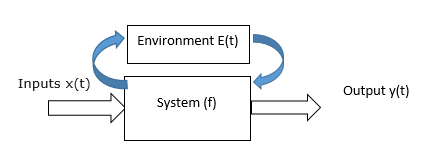 Environment E(t)
Inputs x(t)
System (f)
Output y(t)